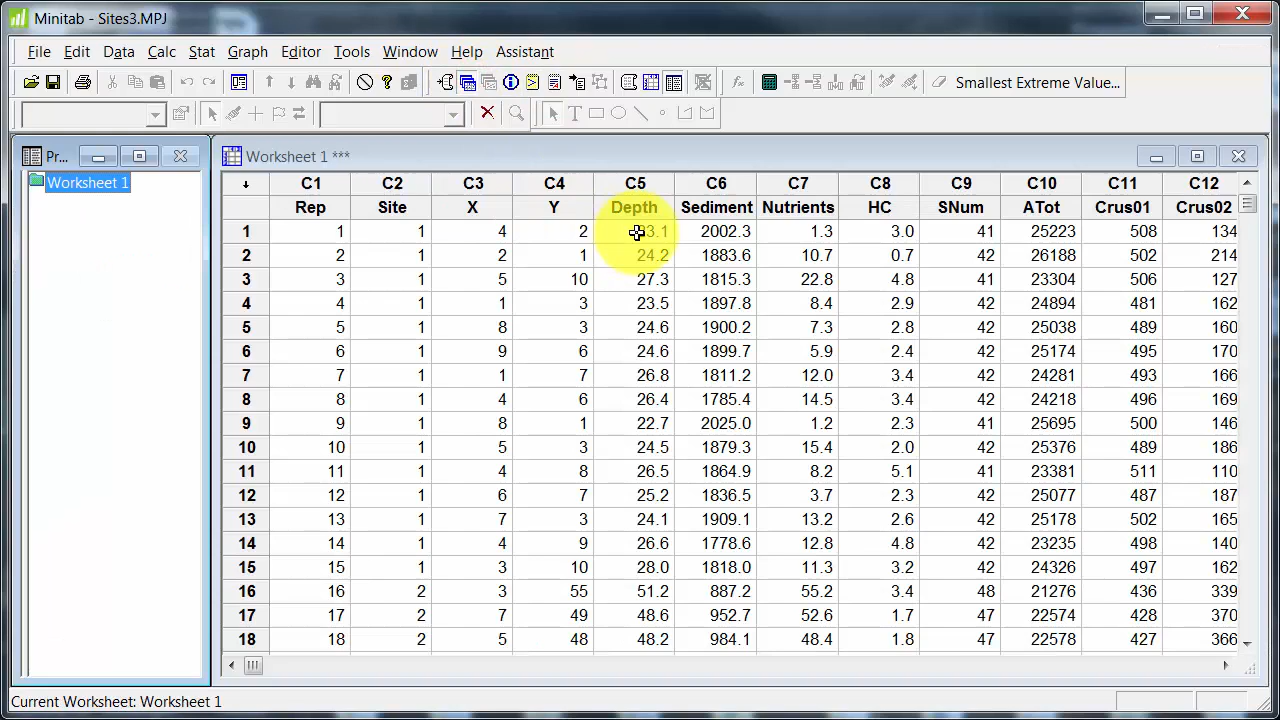 Minitab - Sites3.MPJ
File Edit Data Calc Stat Graph Editor Tools Window Help Assistant
Smallest Extreme Value...
Pr... Worksheet 1 ***
Worksheet 1
C1 C2 C3 C4 C5 C6 C7 C8 C9 C10 C11 C12
Rep Site X Y Depth Sediment Nutrients HC SNum ATot Crus01 Crus02
1 1 1 4 2 3.1 2002.3 1.3 3.0 41 25223 508 134
2 2 1 2 1 24.2 1883.6 10.7 0.7 42 26188 502 214
3 3 1 5 10 27.3 1815.3 22.8 4.8 42 23304 506 127
4 4 1 1 3 23.5 1897.8 8.4 2.9 42 24894 481 162
5 5 1 8 3 24.6 1900.2 7.3 2.8 42 25038 489 160
6 6 1 9 6 24.6 1899.7 5.9 2.4 42 25174 495 170
7 7 1 1 7 26.8 1811.2 12.0 3.4 42 24281 493 166
8 8 1 4 6 26.4 1785.4 14.5 3.4 42 24218 496 169
9 9 1 8 1 22.7 2025.0 1.2 2.3 41 25695 500 146
10 10 1 5 3 24.5 1879.3 15.4 2.0 42 25376 489 186
11 11 1 4 8 26.5 1864.9 8.2 5.1 41 23381 511 110
12 12 1 6 7 25.2 1836.5 3.7 2.3 42 25077 487 187
13 13 1 7 3 24.1 1909.1 13.2 2.6 42 25178 502 165
14 14 1 4 9 26.6 1778.6 12.8 4.8 42 23235 498 140
15 15 1 3 10 28.0 1818.0 11.3 3.2 42 24326 497 162
16 16 2 3 55 51.2 887.2 55.2 3.4 48 21276 436 339
17 17 2 7 49 48.6 952.7 52.6 1.7 47 22574 428 370
18 18 2 5 48 48.2 984.1 48.4 1.8 47 22578 427 366
Current Worksheet: Worksheet 1